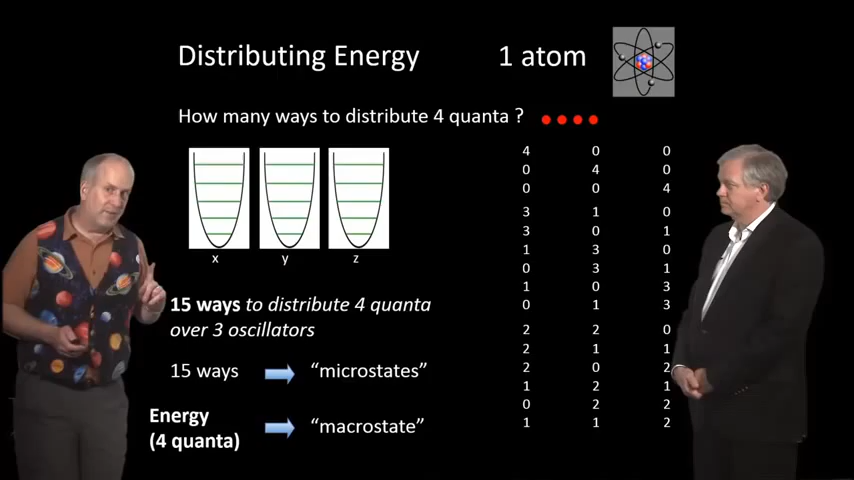 Distributing Energy
1 atom
How many ways to distribute 4 quanta ?
x y z
15 ways to distribute 4 quanta
over 3 oscillators
15 ways "microstates"
Energy
(4 quanta) "macrostate"
4 0 0
0 4 0
0 0 4
3 1 0
3 0 1
1 3 0
0 3 1
1 0 3
0 1 3
2 2 0
2 1 1
2 0 2
1 2 1
0 2 2
1 1 2